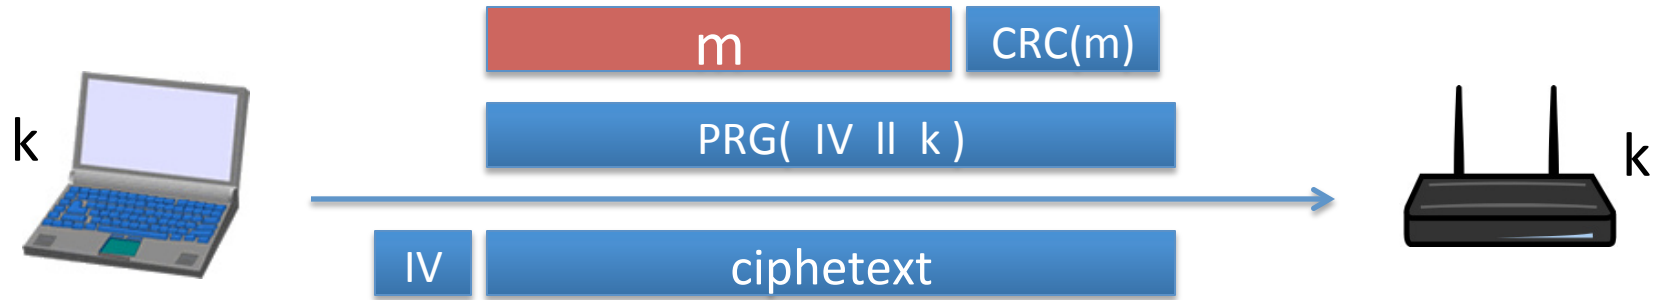 m
CRC(m)
k
PRG( IV ll k )
k
IV
ciphetext